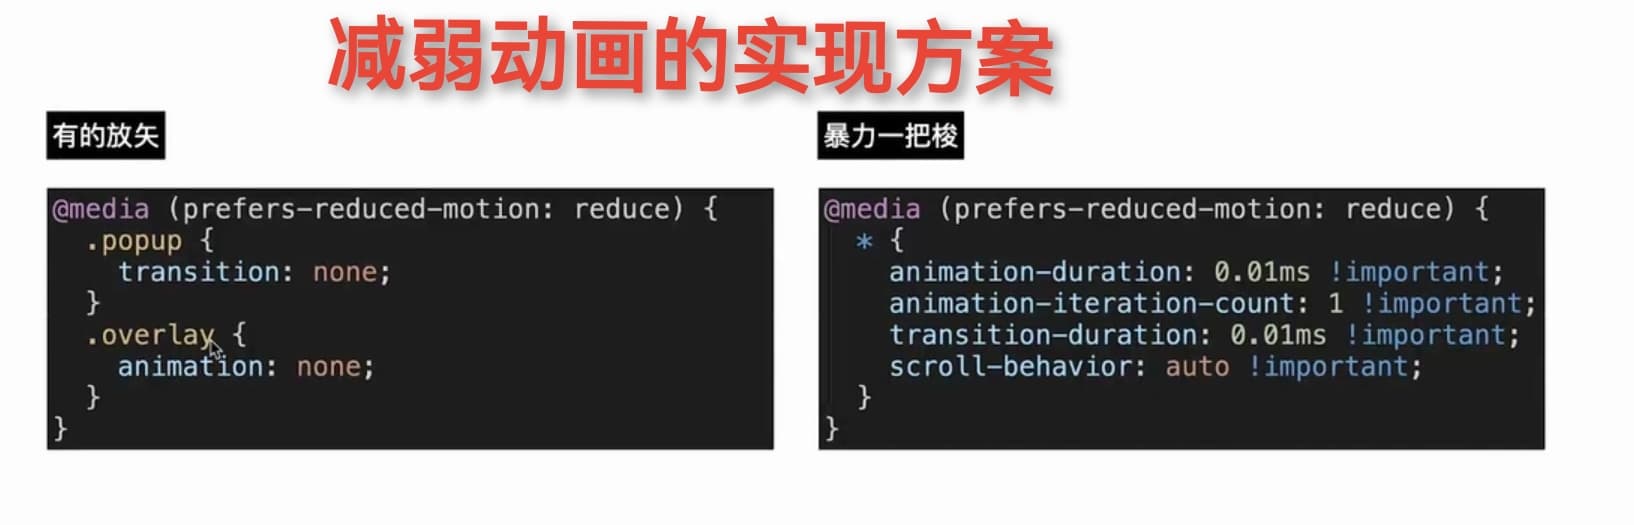 减弱动画的实现方案
有的放矢
@media (prefers-reduced-motion: reduce) {
  .popup {
    transition: none;
  }
  .overlay {
    animation: none;
  }
}
暴力一把梭
@media (prefers-reduced-motion: reduce) {
  * {
    animation-duration: 0.01ms !important;
    animation-iteration-count: 1 !important;
    transition-duration: 0.01ms !important;
    scroll-behavior: auto !important;
  }
}